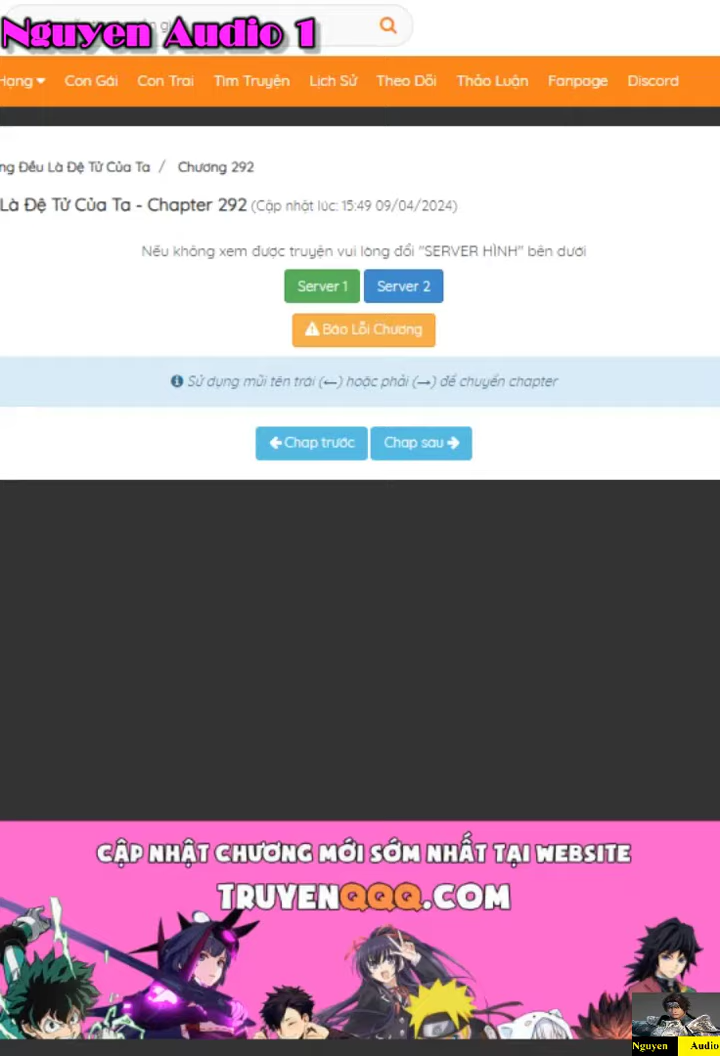 Nguyen Audio 1
Hạng
Con Gái
Con Trai
Tìm Truyện
Lịch Sử
Theo Dõi
Thảo Luận
Fanpage
Discord
ng Đều Là Đệ Tử Của Ta / Chương 292
Là Đệ Tử Của Ta - Chapter 292 (Cập nhật lúc: 15:49 09/04/2024)
Nếu không xem được truyện vui lòng đổi "SERVER HÌNH" bên dưới
Server 1
Server 2
Báo Lỗi Chương
Sử dụng mũi tên trái (←) hoặc phải (→) để chuyển chapter
Chap trước
Chap sau
CẬP NHẬT CHƯƠNG MỚI SỚM NHẤT TẠI WEBSITE
TRUYENQQQ.COM
Nguyen Audio